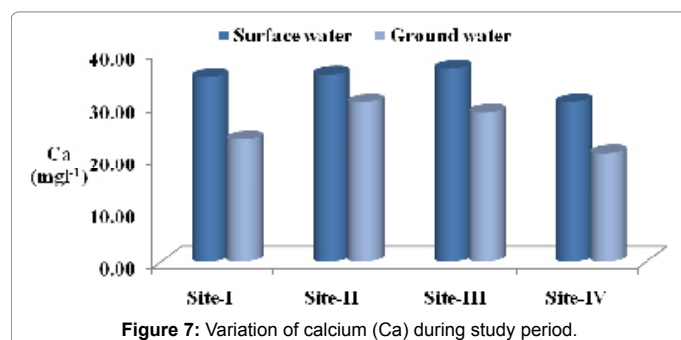 Surface water Ground water
40.00
30.00
20.00
10.00
0.00
Ca
(mgl⁻¹)
Site-I Site-II Site-III Site-IV
Figure 7: Variation of calcium (Ca) during study period.